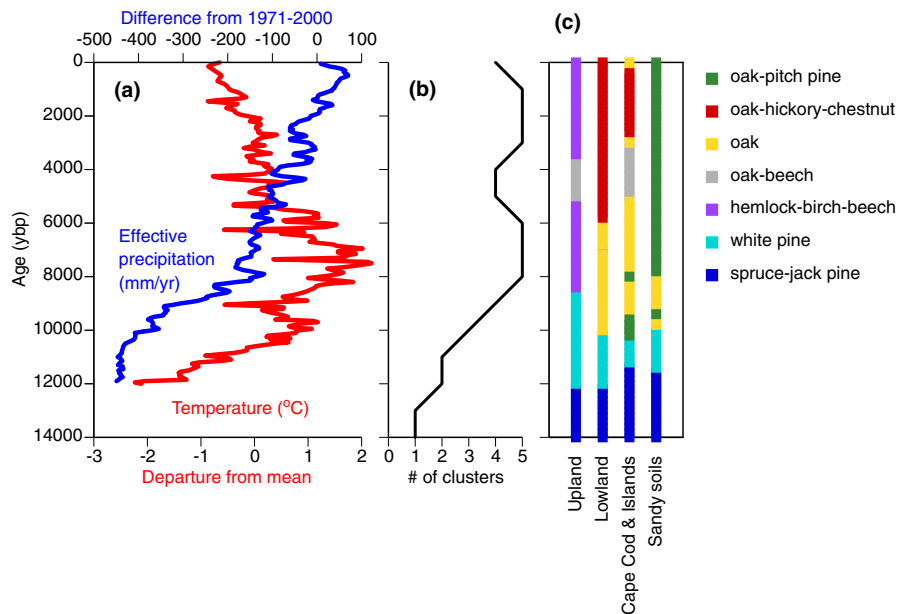 Difference from 1971-2000
-500 -400 -300 -200 -100 0 100
(a)
(b)
(c)
0
2000
4000
6000
8000
10000
12000
14000
Age (ybp)
Effective
precipitation
(mm/yr)
Temperature (°C)
-3 -2 -1 0 1 2
Departure from mean
0 1 2 3 4 5
# of clusters
Upland
Lowland
Cape Cod & Islands
Sandy soils
oak-pitch pine
oak-hickory-chestnut
oak
oak-beech
hemlock-birch-beech
white pine
spruce-jack pine